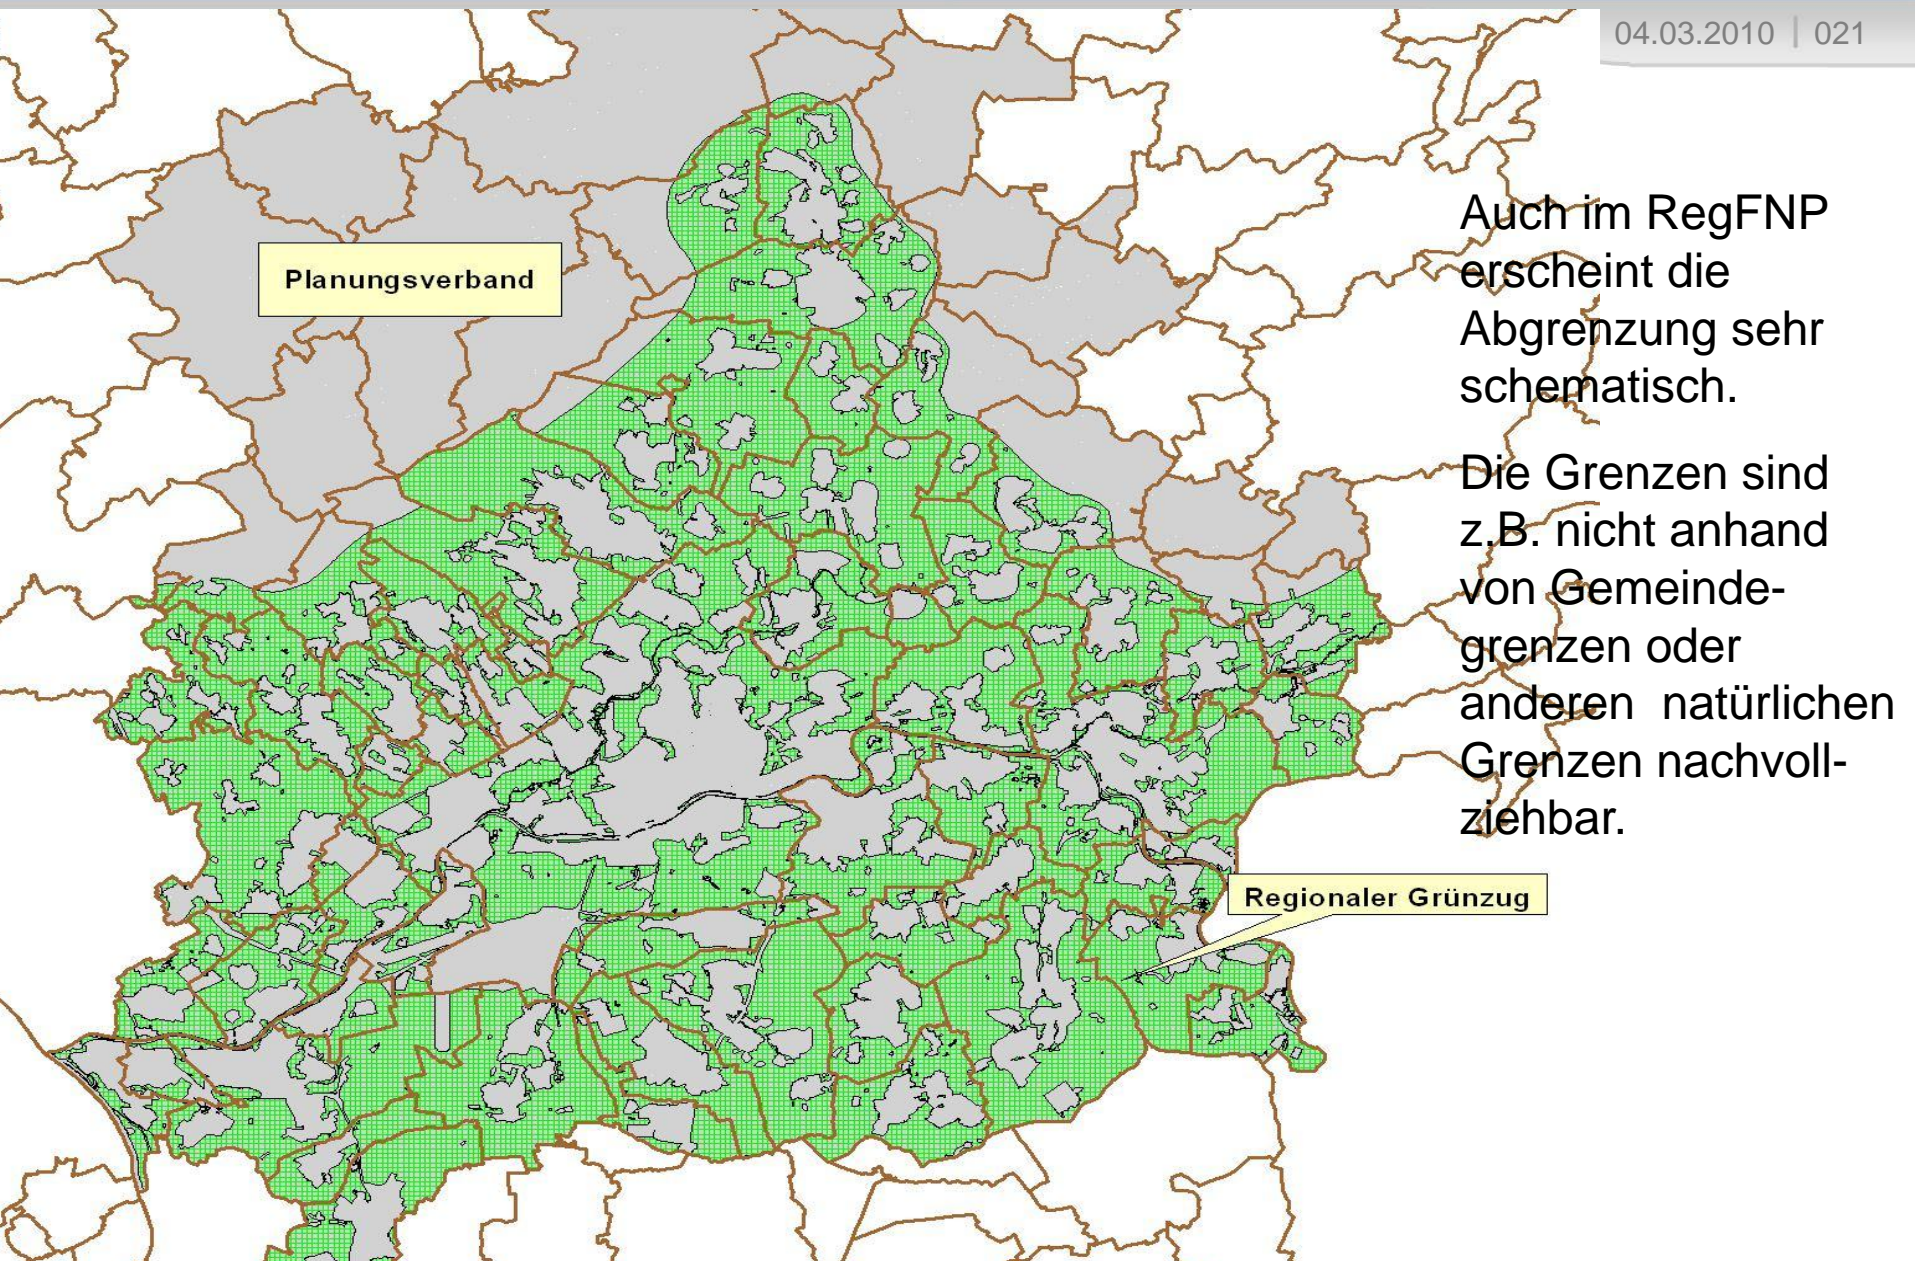 04.03.2010 | 021
Planungsverband
Auch im RegFNP
erscheint die
Abgrenzung sehr
schematisch.
Die Grenzen sind
z.B. nicht anhand
von Gemeinde-
grenzen oder
anderen natürlichen
Grenzen nachvoll-
ziehbar.
Regionaler Grünzug